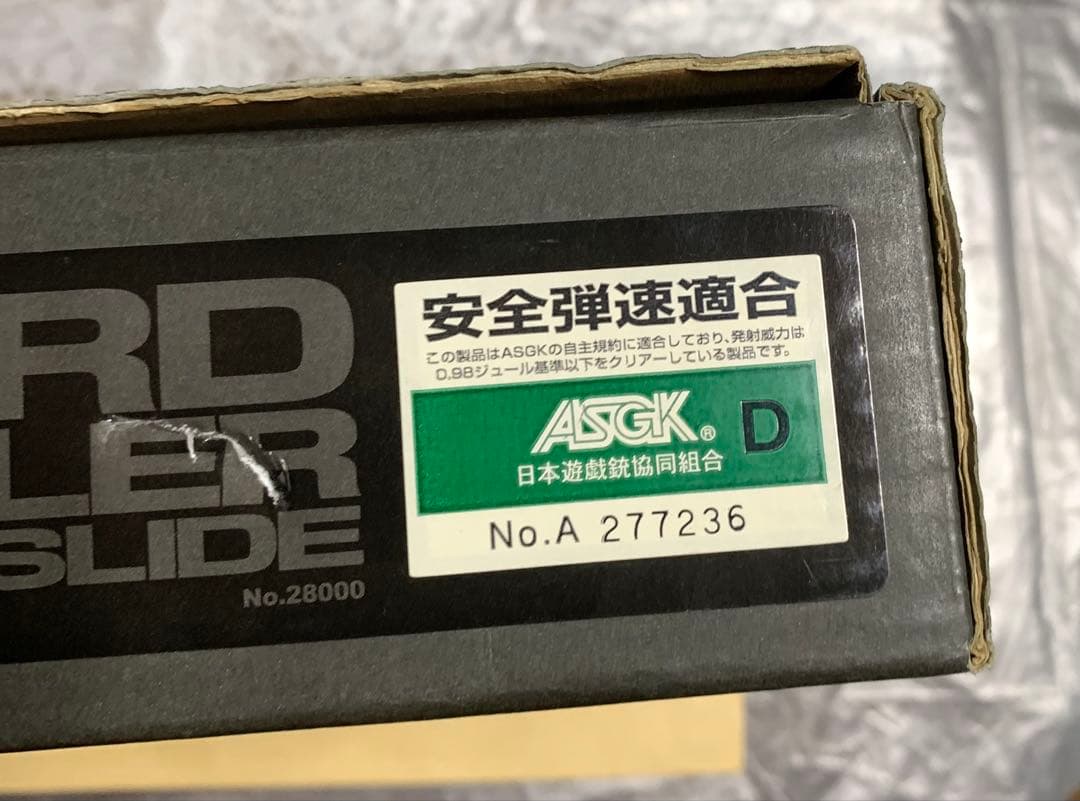 RD
LER
SLIDE
No.28000
安全弾速適合
この製品はASGKの自主規約に適合しており、発射威力は
0.98ジュール基準以下をクリアーしている製品です。
ASGK® D
日本遊戯銃協同組合
No.A 277236